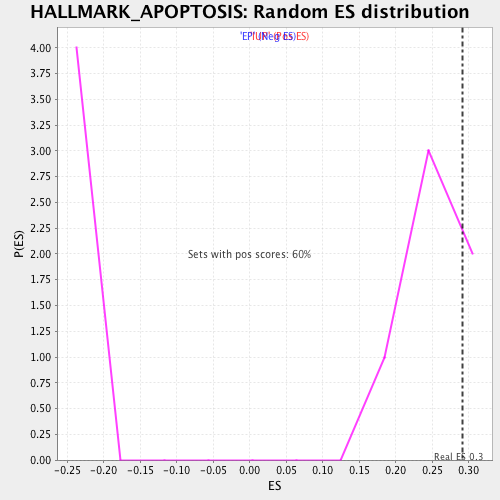 HALLMARK_APOPTOSIS: Random ES distribution
4.00
3.75
3.50
3.25
3.00
2.75
2.50
2.25
2.00
1.75
1.50
1.25
1.00
0.75
0.50
0.25
0.00
P(ES)
Sets with pos scores: 60%
Real ES 0.3
-0.25 -0.20 -0.15 -0.10 -0.05 0.00 0.05 0.10 0.15 0.20 0.25 0.30
ES